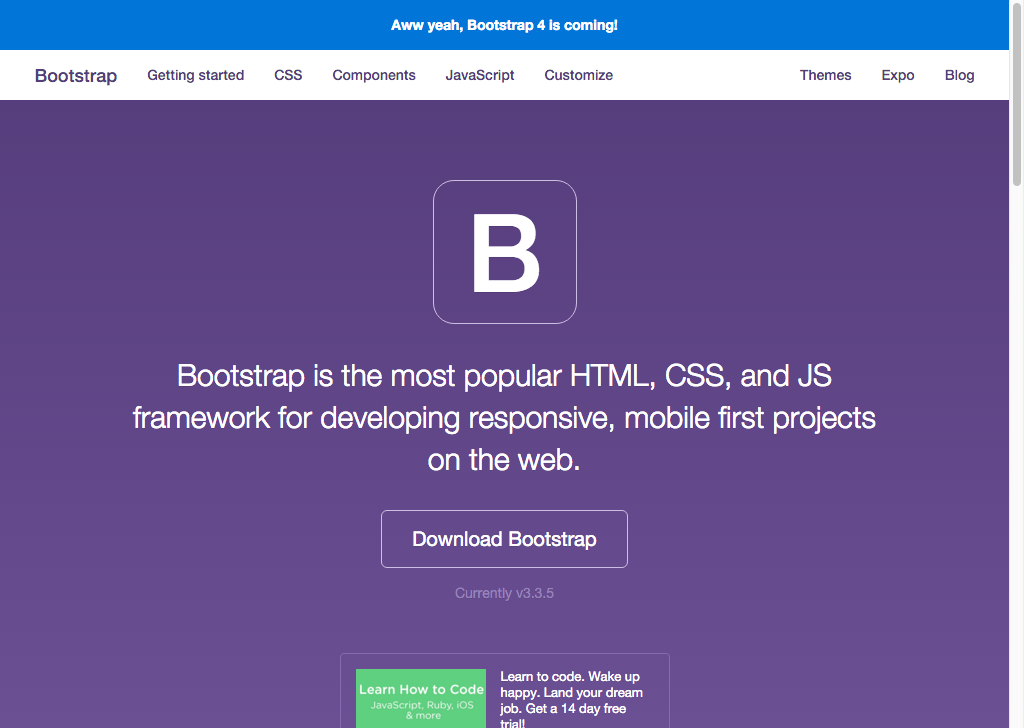 Aww yeah, Bootstrap 4 is coming!
Bootstrap Getting started CSS Components JavaScript Customize Themes Expo Blog
B
Bootstrap is the most popular HTML, CSS, and JS
framework for developing responsive, mobile first projects
on the web.
Download Bootstrap
Currently v3.3.5
Learn How to Code
JavaScript, Ruby, iOS
& more
Learn to code. Wake up
happy. Land your dream
job. Get a 14 day free
trial!